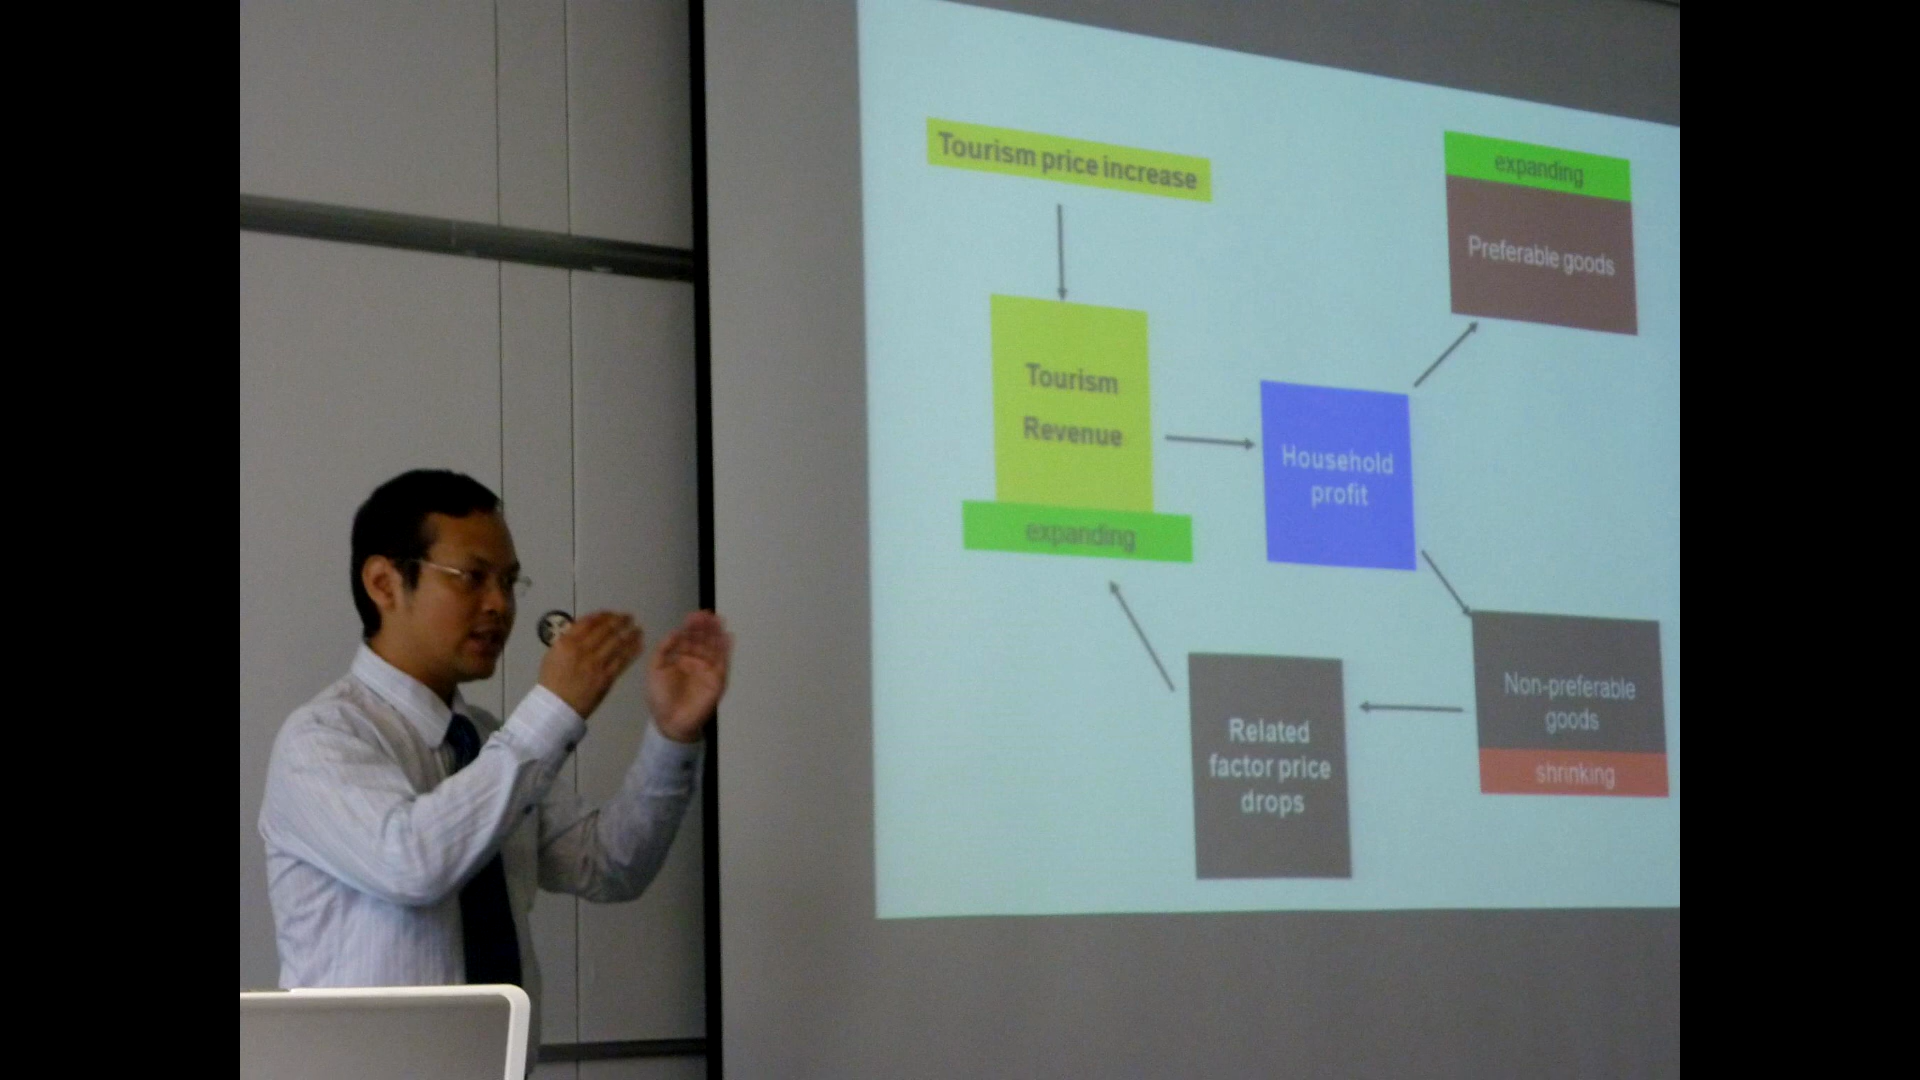 Tourism price increase
expanding
Preferable goods
Tourism
Revenue
expanding
Household
profit
Non-preferable
goods
shrinking
Related
factor price
drops